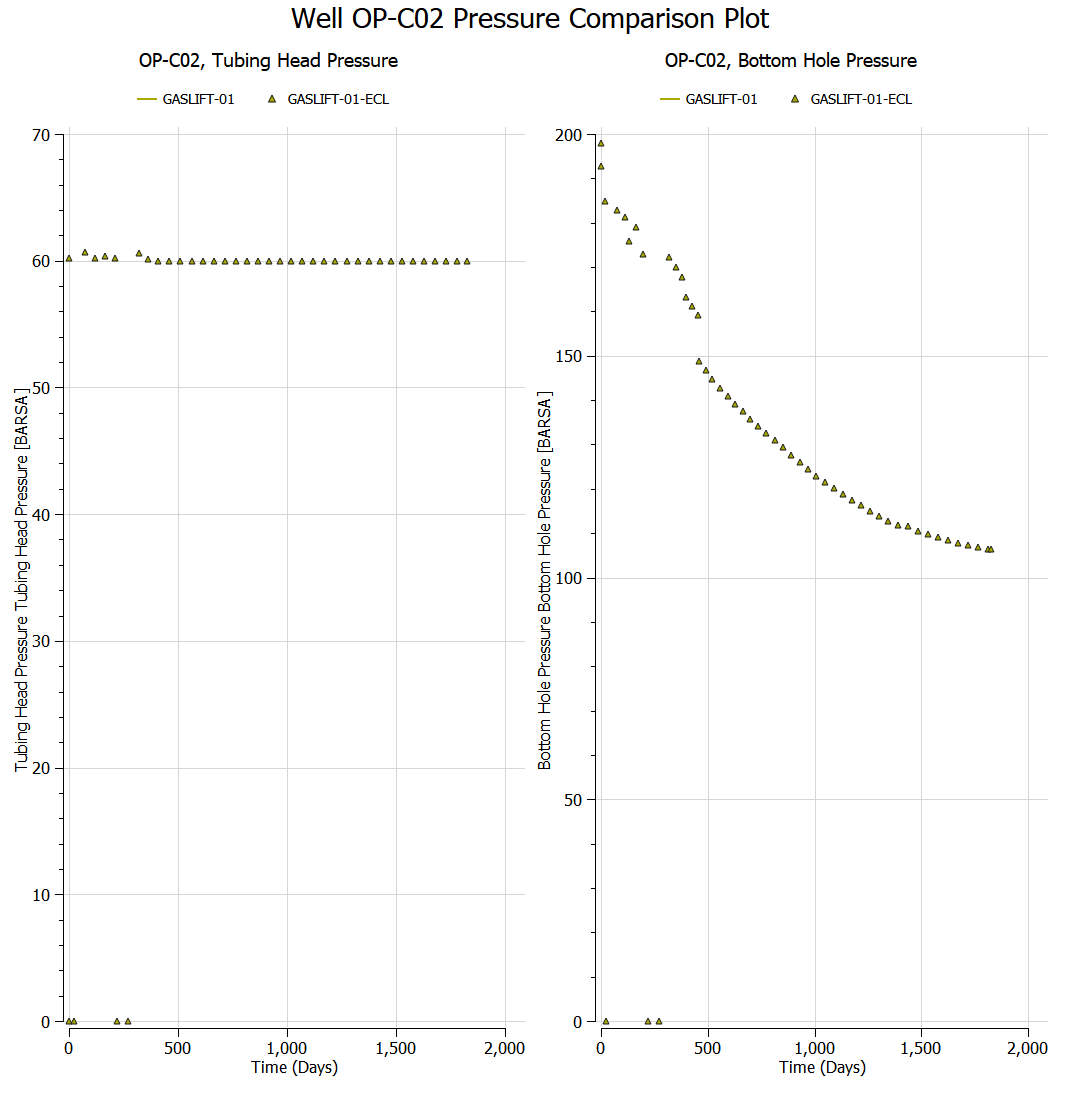 Well OP-C02 Pressure Comparison Plot
OP-C02, Tubing Head Pressure
GASLIFT-01 GASLIFT-01-ECL
Tubing Head Pressure Tubing Head Pressure [BARSA ]
70
60
50
40
30
20
10
0
0 500 1,000 1,500 2,000
Time (Days)
OP-C02, Bottom Hole Pressure
GASLIFT-01 GASLIFT-01-ECL
Bottom Hole Pressure Bottom Hole Pressure [BARSA ]
200
150
100
50
0
0 500 1,000 1,500 2,000
Time (Days)